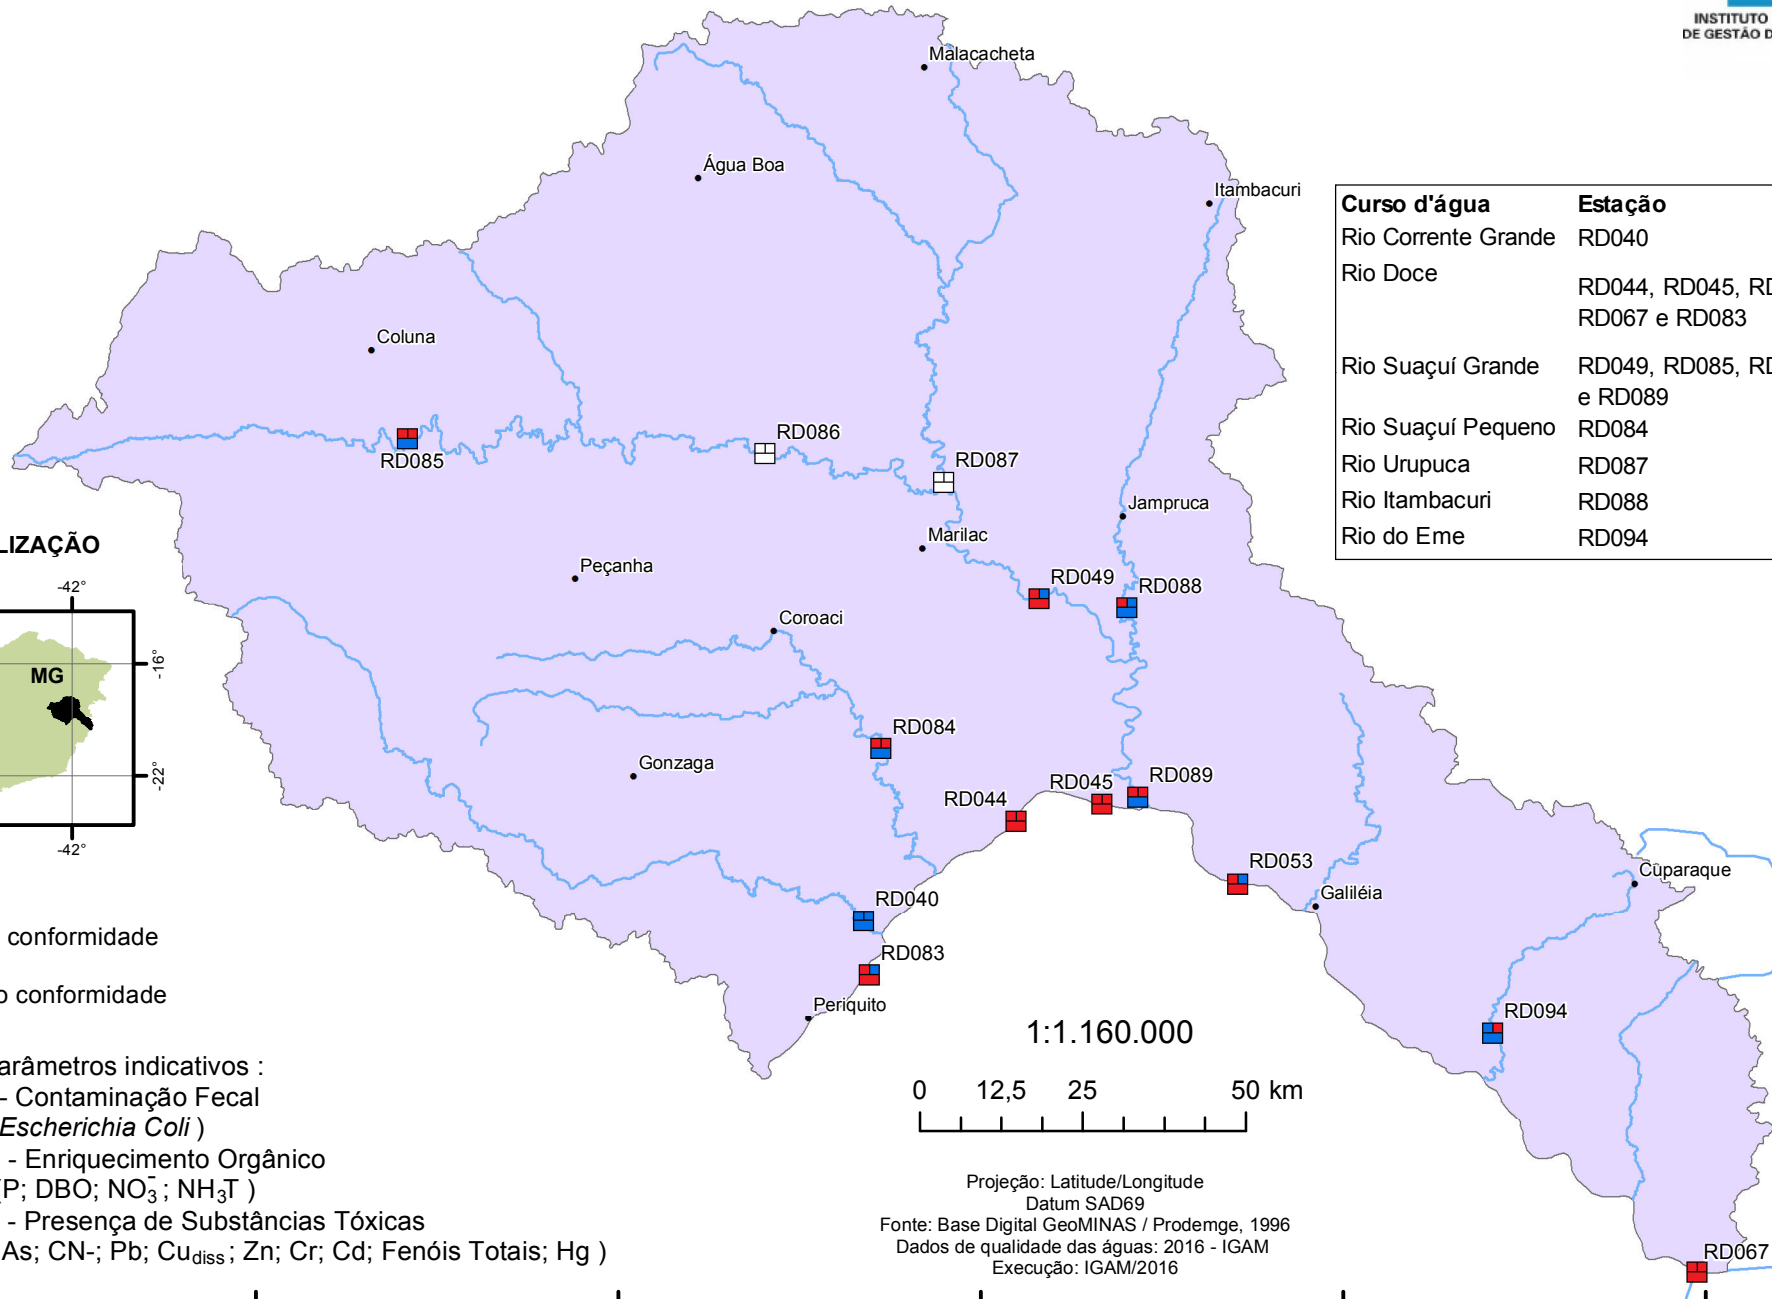 INSTITUTO
DE GESTÃO D
Malacacheta
Água Boa
Itambacuri
Curso d'água Estação
Rio Corrente Grande RD040
Rio Doce
RD044, RD045, RD
RD067 e RD083
Rio Suaçuí Grande RD049, RD085, RD
e RD089
Rio Suaçuí Pequeno RD084
Rio Urupuca RD087
Rio Itambacuri RD088
Rio do Eme RD094
Coluna
RD085
RD086
RD087
Jampruca
Marilac
LIZAÇÃO
-42°
-16°
MG
-22°
-42°
Peçanha
RD049
RD088
Coroaci
RD084
Gonzaga
RD044
RD045
RD089
RD053
Galiléia
Cuparaque
RD040
RD083
Periquito
RD094
RD067
conformidade
o conformidade
arâmetros indicativos :
- Contaminação Fecal
Escherichia Coli )
- Enriquecimento Orgânico
(P; DBO; NO3-; NH3T )
- Presença de Substâncias Tóxicas
As; CN-; Pb; Cudiss; Zn; Cr; Cd; Fenóis Totais; Hg )
1:1.160.000
0 12,5 25 50 km
Projeção: Latitude/Longitude
Datum SAD69
Fonte: Base Digital GeoMINAS / Prodemge, 1996
Dados de qualidade das águas: 2016 - IGAM
Execução: IGAM/2016